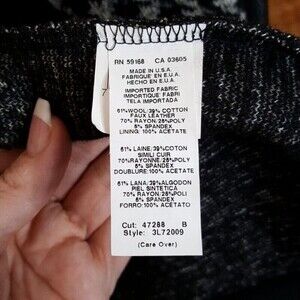 RN 59168 CA 03605
MADE IN U.S.A.
FABRIQUE' EN E.U.A.
HECHO EN E.U.A.
IMPORTED FABRIC
IMPORTIQUE' FABRI
TELA IMPORTADA
61% WOOL/39% COTTON
FAUX LEATHER
70% RAYON/25%POLY
5% SPANDEX
LINING: 100% ACETATE
61% LAINE/39%COTON
SIMILI CUIR
70%RAYONNE/25%POLY
5% SPANDEX
DOUBLURE:100% ACETATE
61% LANA/39%ALGODON
PIEL SINTETICA
70% RAYON/25%POLI
5% SPANDEX
FORRO:100% ACETATO
Cut: 47288 B
Style: 3L72009
(Care Over)